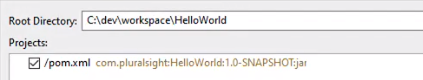 Root Directory: C:\dev\workspace\HelloWorld
Projects:
/pom.xml com.pluralsight:HelloWorld:1.0-SNAPSHOT:jar